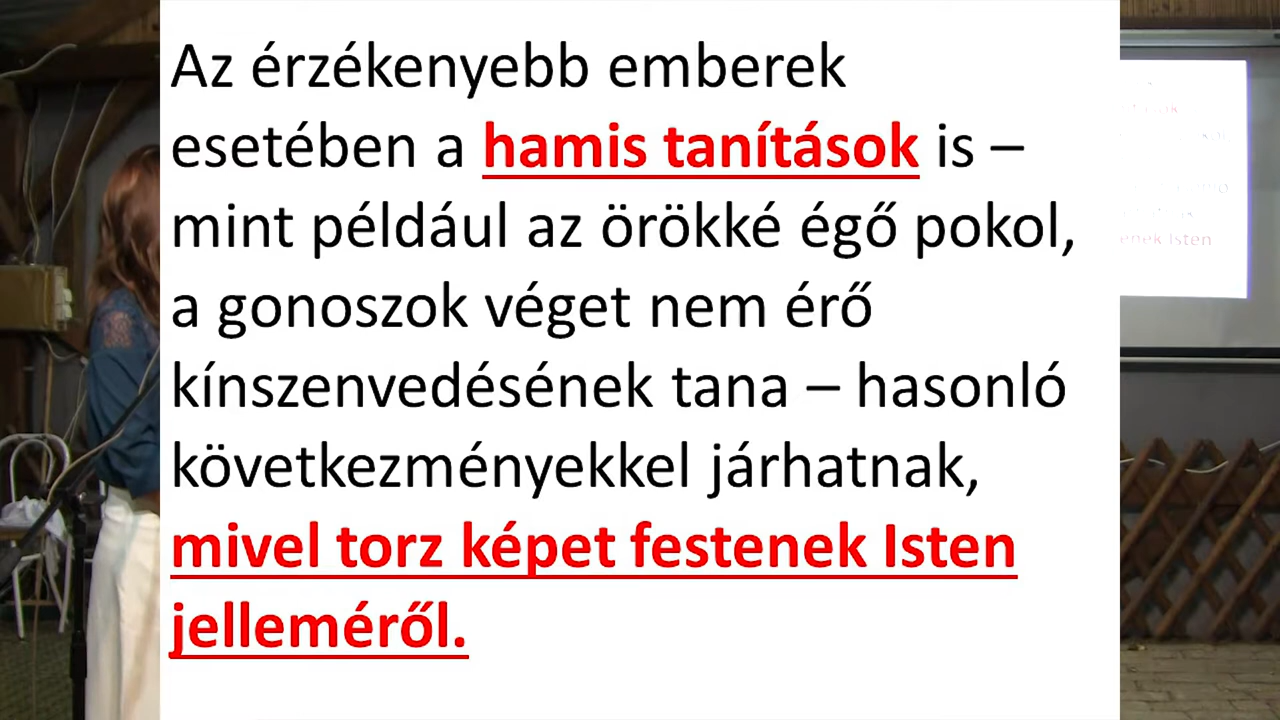 Az érzékenyebb emberek
esetében a hamis tanítások is –
mint például az örökké égő pokol,
a gonoszok véget nem érő
kínszenvedésének tana – hasonló
következményekkel járhatnak,
mivel torz képet festenek Isten
jelleméről.
Isten